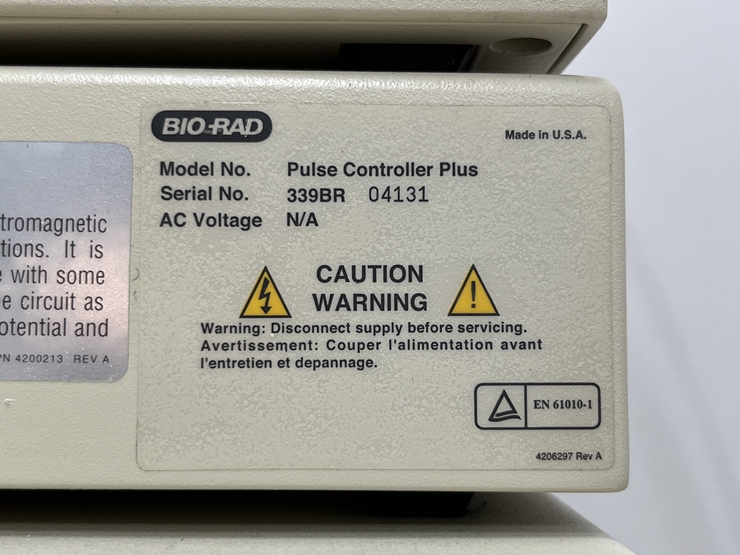 BIO-RAD
Made in U.S.A.
Model No. Pulse Controller Plus
Serial No. 339BR 04131
AC Voltage N/A
CAUTION
WARNING
Warning: Disconnect supply before servicing.
Avertissement: Couper l'alimentation avant
l'entretien et depannage.
EN 61010-1
4206297 Rev A
tromagnetic
tions. It is
with some
e circuit as
otential and
/N 4200213 REV A